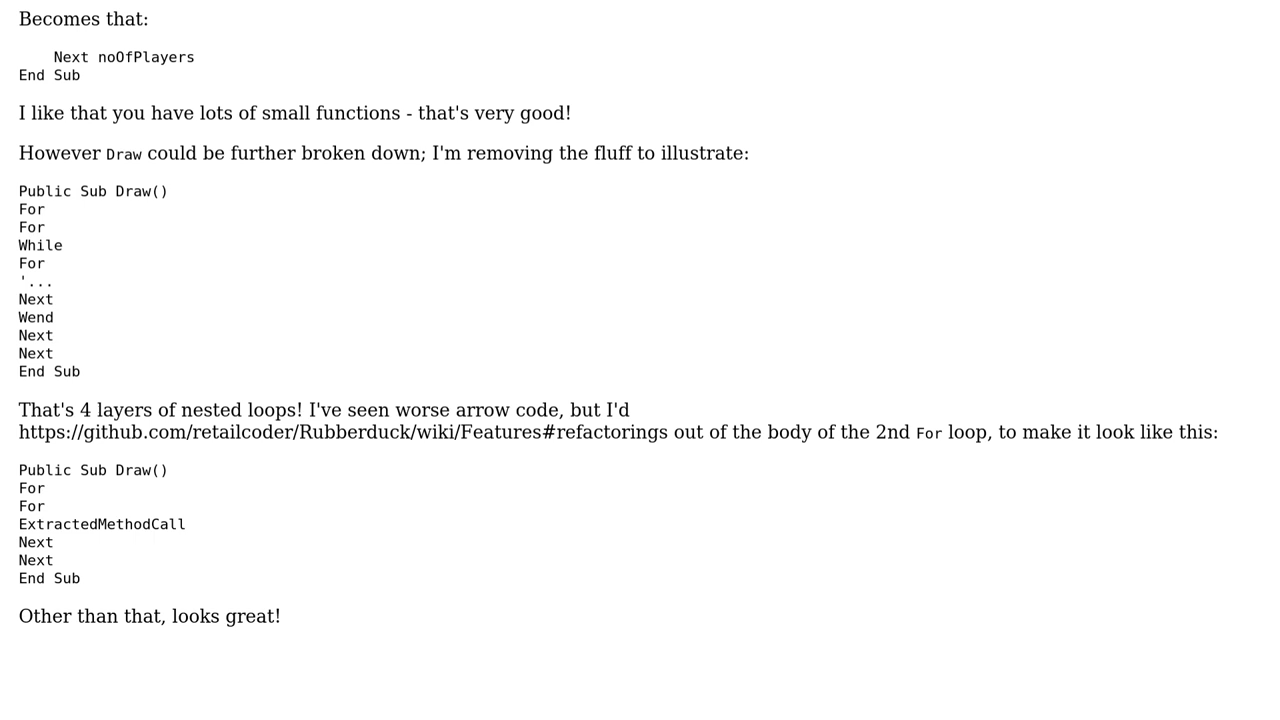 Becomes that:
    Next noOfPlayers
End Sub
I like that you have lots of small functions - that's very good!
However Draw could be further broken down; I'm removing the fluff to illustrate:
Public Sub Draw()
For
For
While
For
'...
Next
Wend
Next
Next
End Sub
That's 4 layers of nested loops! I've seen worse arrow code, but I'd
https://github.com/retailcoder/Rubberduck/wiki/Features#refactorings out of the body of the 2nd For loop, to make it look like this:
Public Sub Draw()
For
For
ExtractedMethodCall
Next
Next
End Sub
Other than that, looks great!